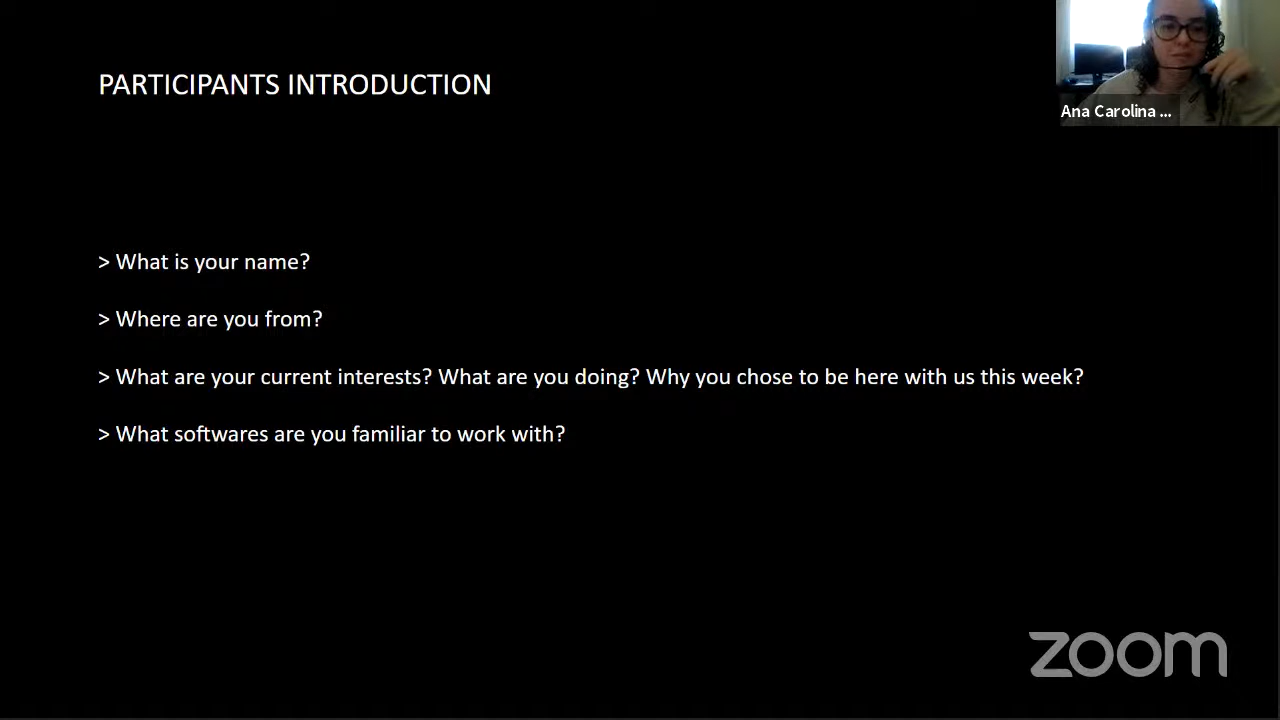 PARTICIPANTS INTRODUCTION
Ana Carolina ...
> What is your name?
> Where are you from?
> What are your current interests? What are you doing? Why you chose to be here with us this week?
> What softwares are you familiar to work with?
zoom